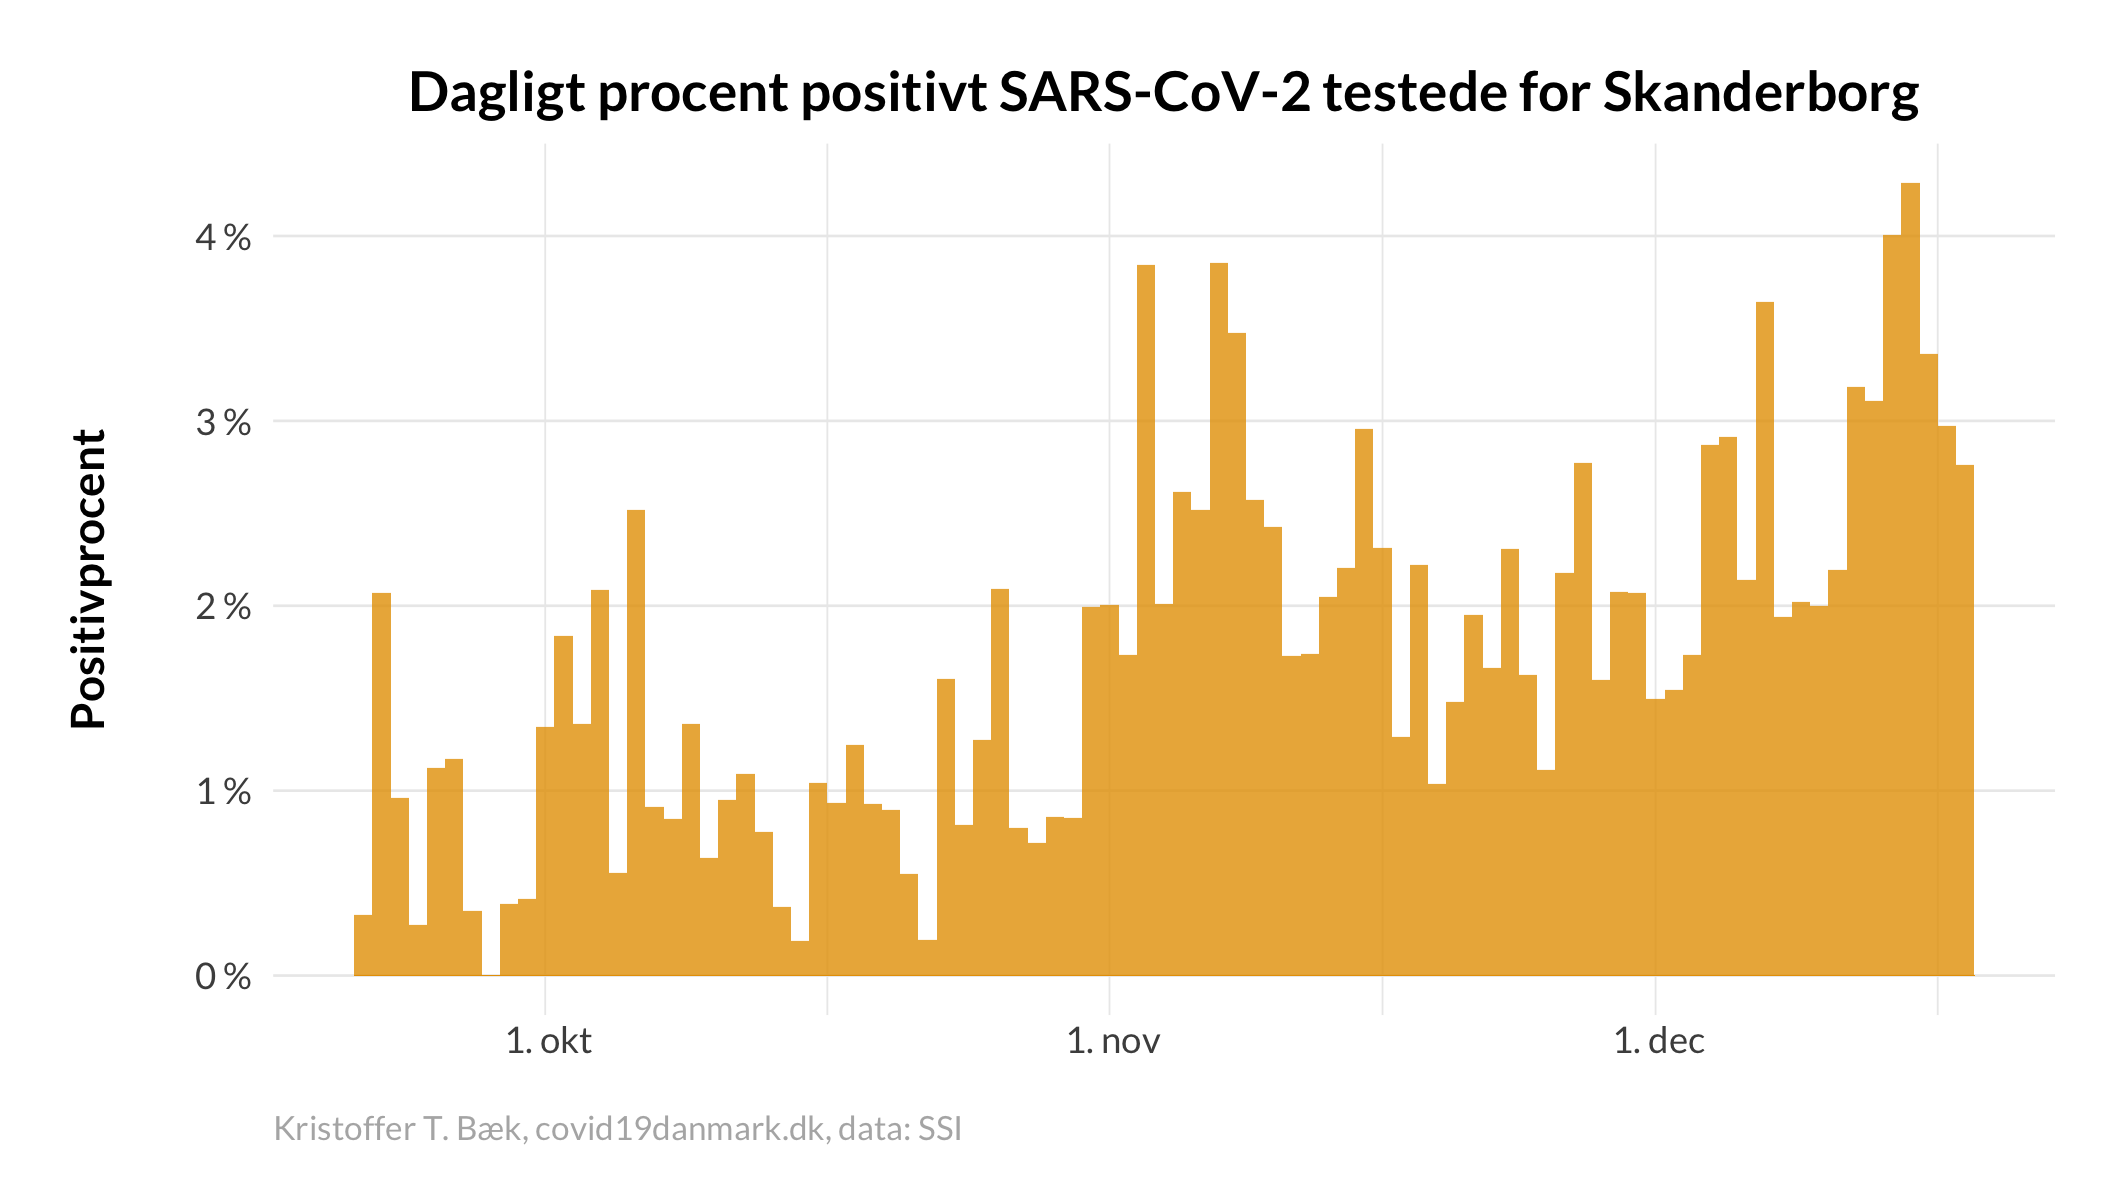 Dagligt procent positivt SARS-CoV-2 testede for Skanderborg
Positivprocent
4 %
3 %
2 %
1 %
0 %
1. okt
1. nov
1. dec
Kristoffer T. Bæk, covid19danmark.dk, data: SSI